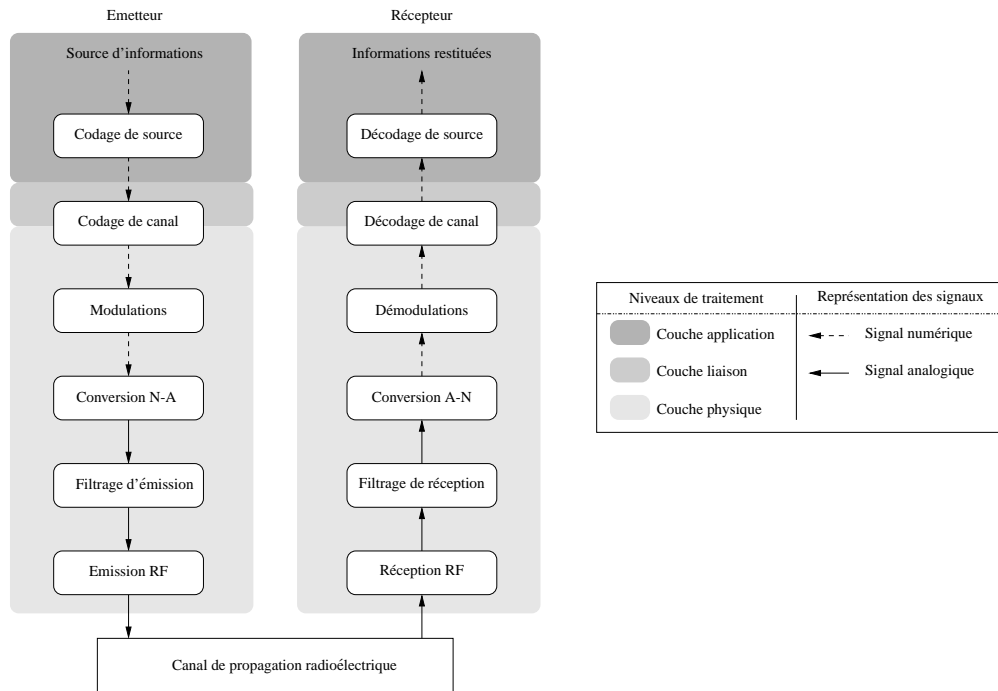 Emetteur
Source d'informations
Codage de source
Codage de canal
Modulations
Conversion N-A
Filtrage d'émission
Emission RF
Récepteur
Informations restituées
Décodage de source
Décodage de canal
Démodulations
Conversion A-N
Filtrage de réception
Réception RF
Canal de propagation radioélectrique
Niveaux de traitement
Représentation des signaux
Couche application
Signal numérique
Couche liaison
Signal analogique
Couche physique